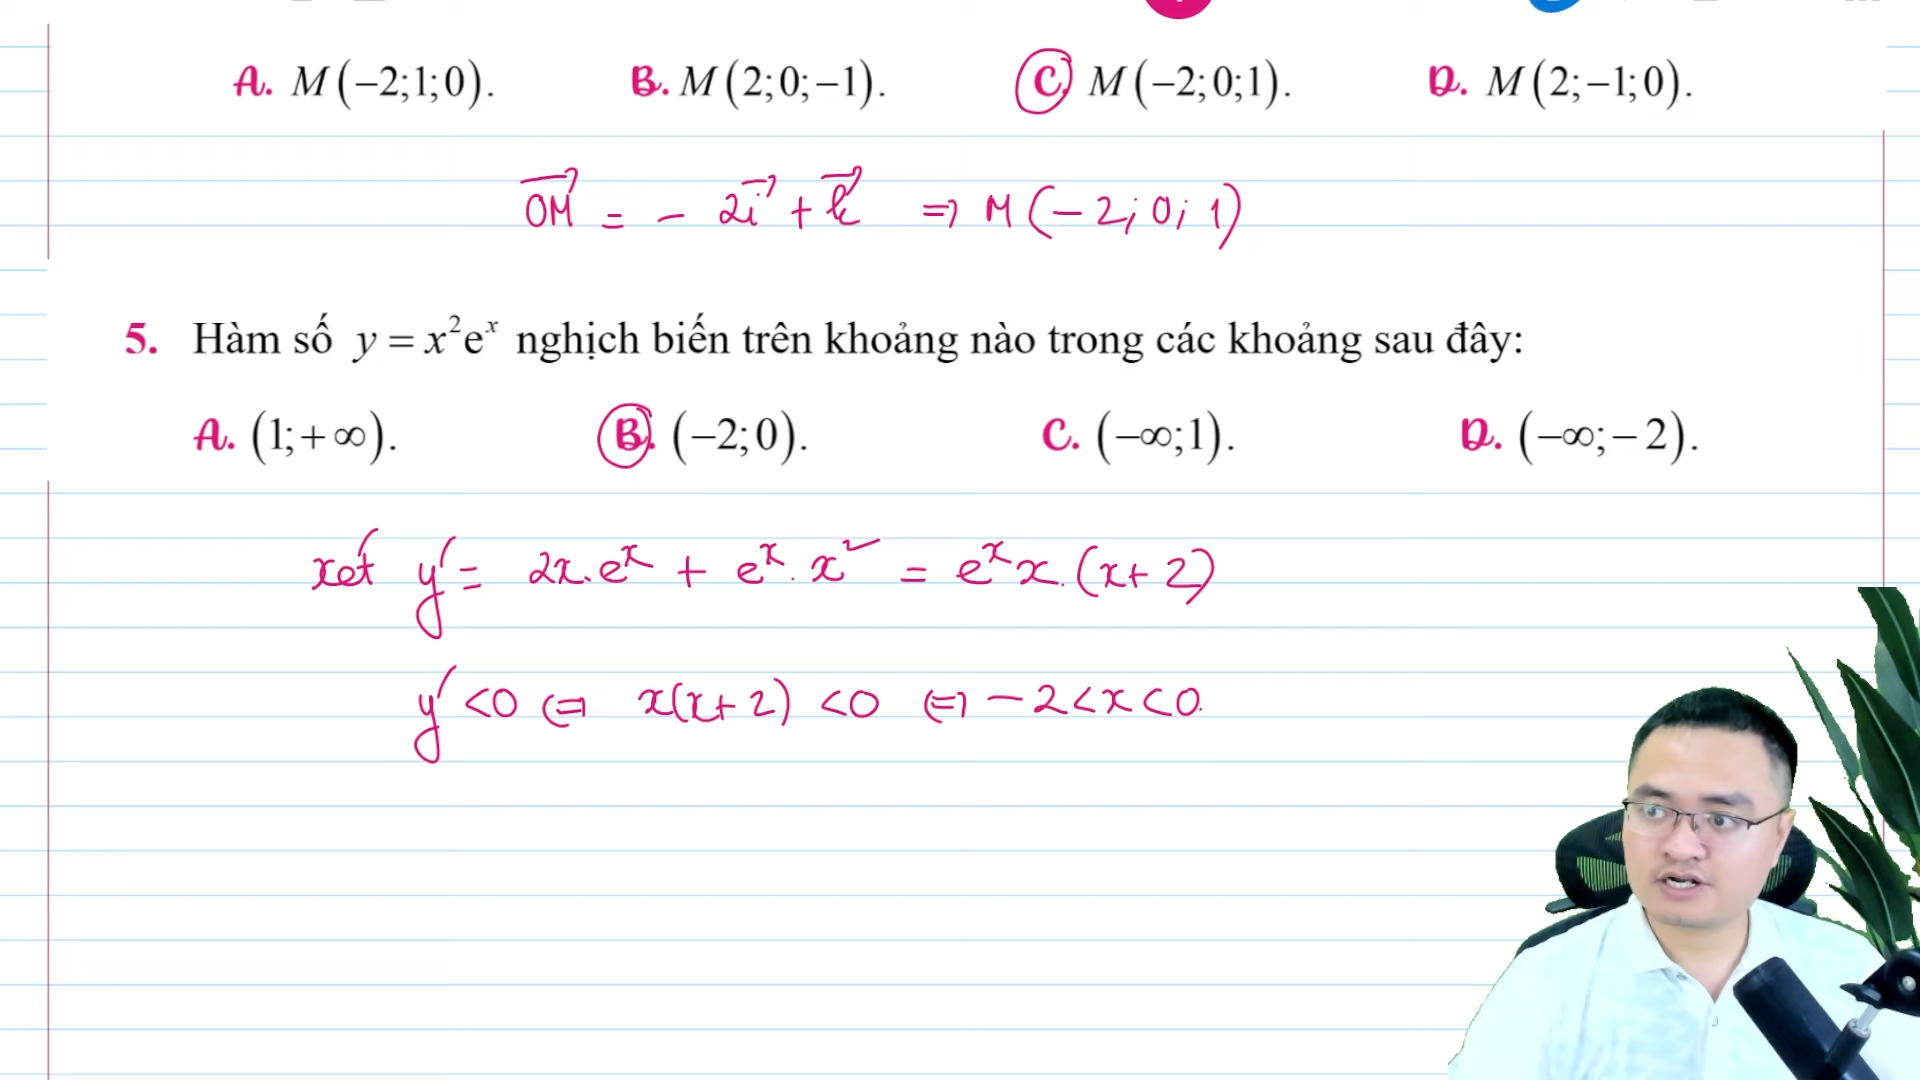 A. M(−2;1;0). B. M(2;0;−1). C. M(−2;0;1). D. M(2;−1;0).
OM = − 2i + k ⇒ M(−2; 0; 1)
5. Hàm số y = x²eˣ nghịch biến trên khoảng nào trong các khoảng sau đây:
A. (1;+∞). B. (−2;0). C. (−∞;1). D. (−∞;−2).
xét y' = 2x.eˣ + eˣ.x² = eˣx.(x+2)
y' <0 ⇔ x(x+2) <0 ⇔ −2<x<0.